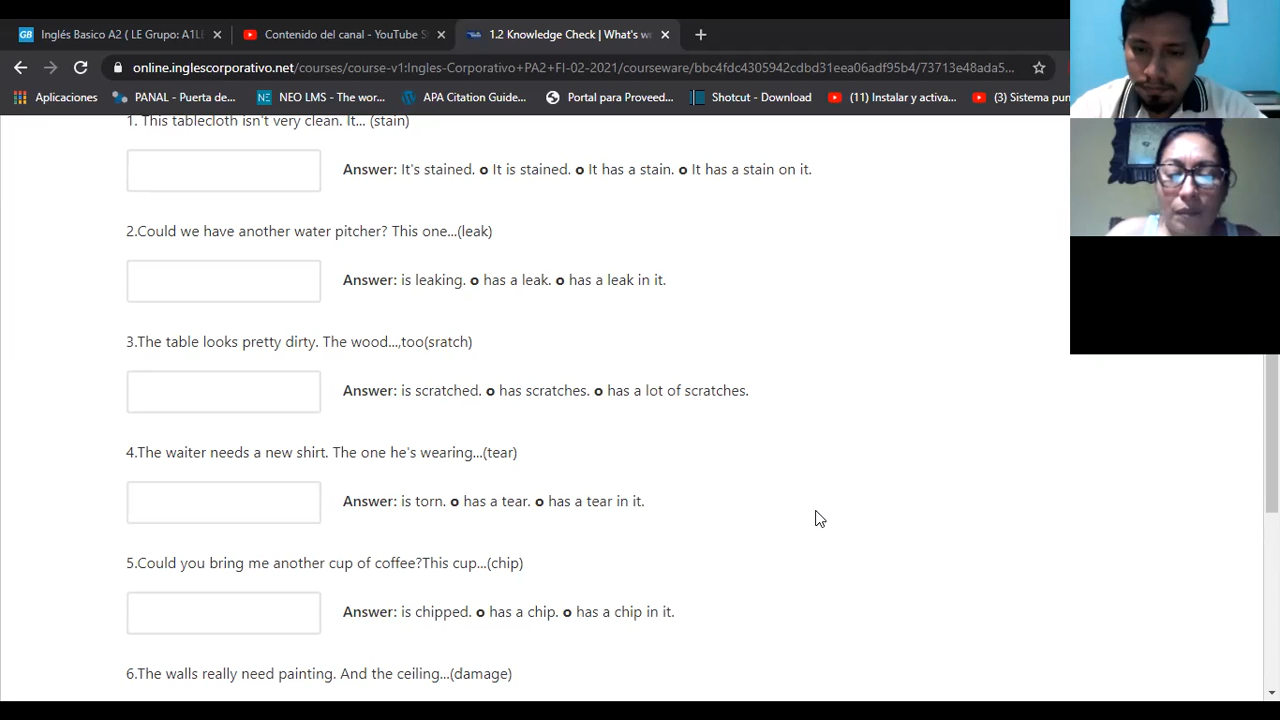 GB Inglés Basico A2 ( LE Grupo: A1LE
Contenido del canal - YouTube S
1.2 Knowledge Check | What's wr
online.inglescorporativo.net/courses/course-v1:Ingles-Corporativo+PA2+FI-02-2021/courseware/bbc4fdc4305942cdbd31eea06adf95b4/73713e48ada5...
Aplicaciones
PANAL - Puerta de...
NE NEO LMS - The wor...
APA Citation Guide...
Portal para Proveed...
Shotcut - Download
(11) Instalar y activa...
(3) Sistema pun
1. This tablecloth isn't very clean. It... (stain)
Answer: It's stained. o It is stained. o It has a stain. o It has a stain on it.
2.Could we have another water pitcher? This one...(leak)
Answer: is leaking. o has a leak. o has a leak in it.
3.The table looks pretty dirty. The wood...,too(sratch)
Answer: is scratched. o has scratches. o has a lot of scratches.
4.The waiter needs a new shirt. The one he's wearing...(tear)
Answer: is torn. o has a tear. o has a tear in it.
5.Could you bring me another cup of coffee?This cup...(chip)
Answer: is chipped. o has a chip. o has a chip in it.
6.The walls really need painting. And the ceiling...(damage)